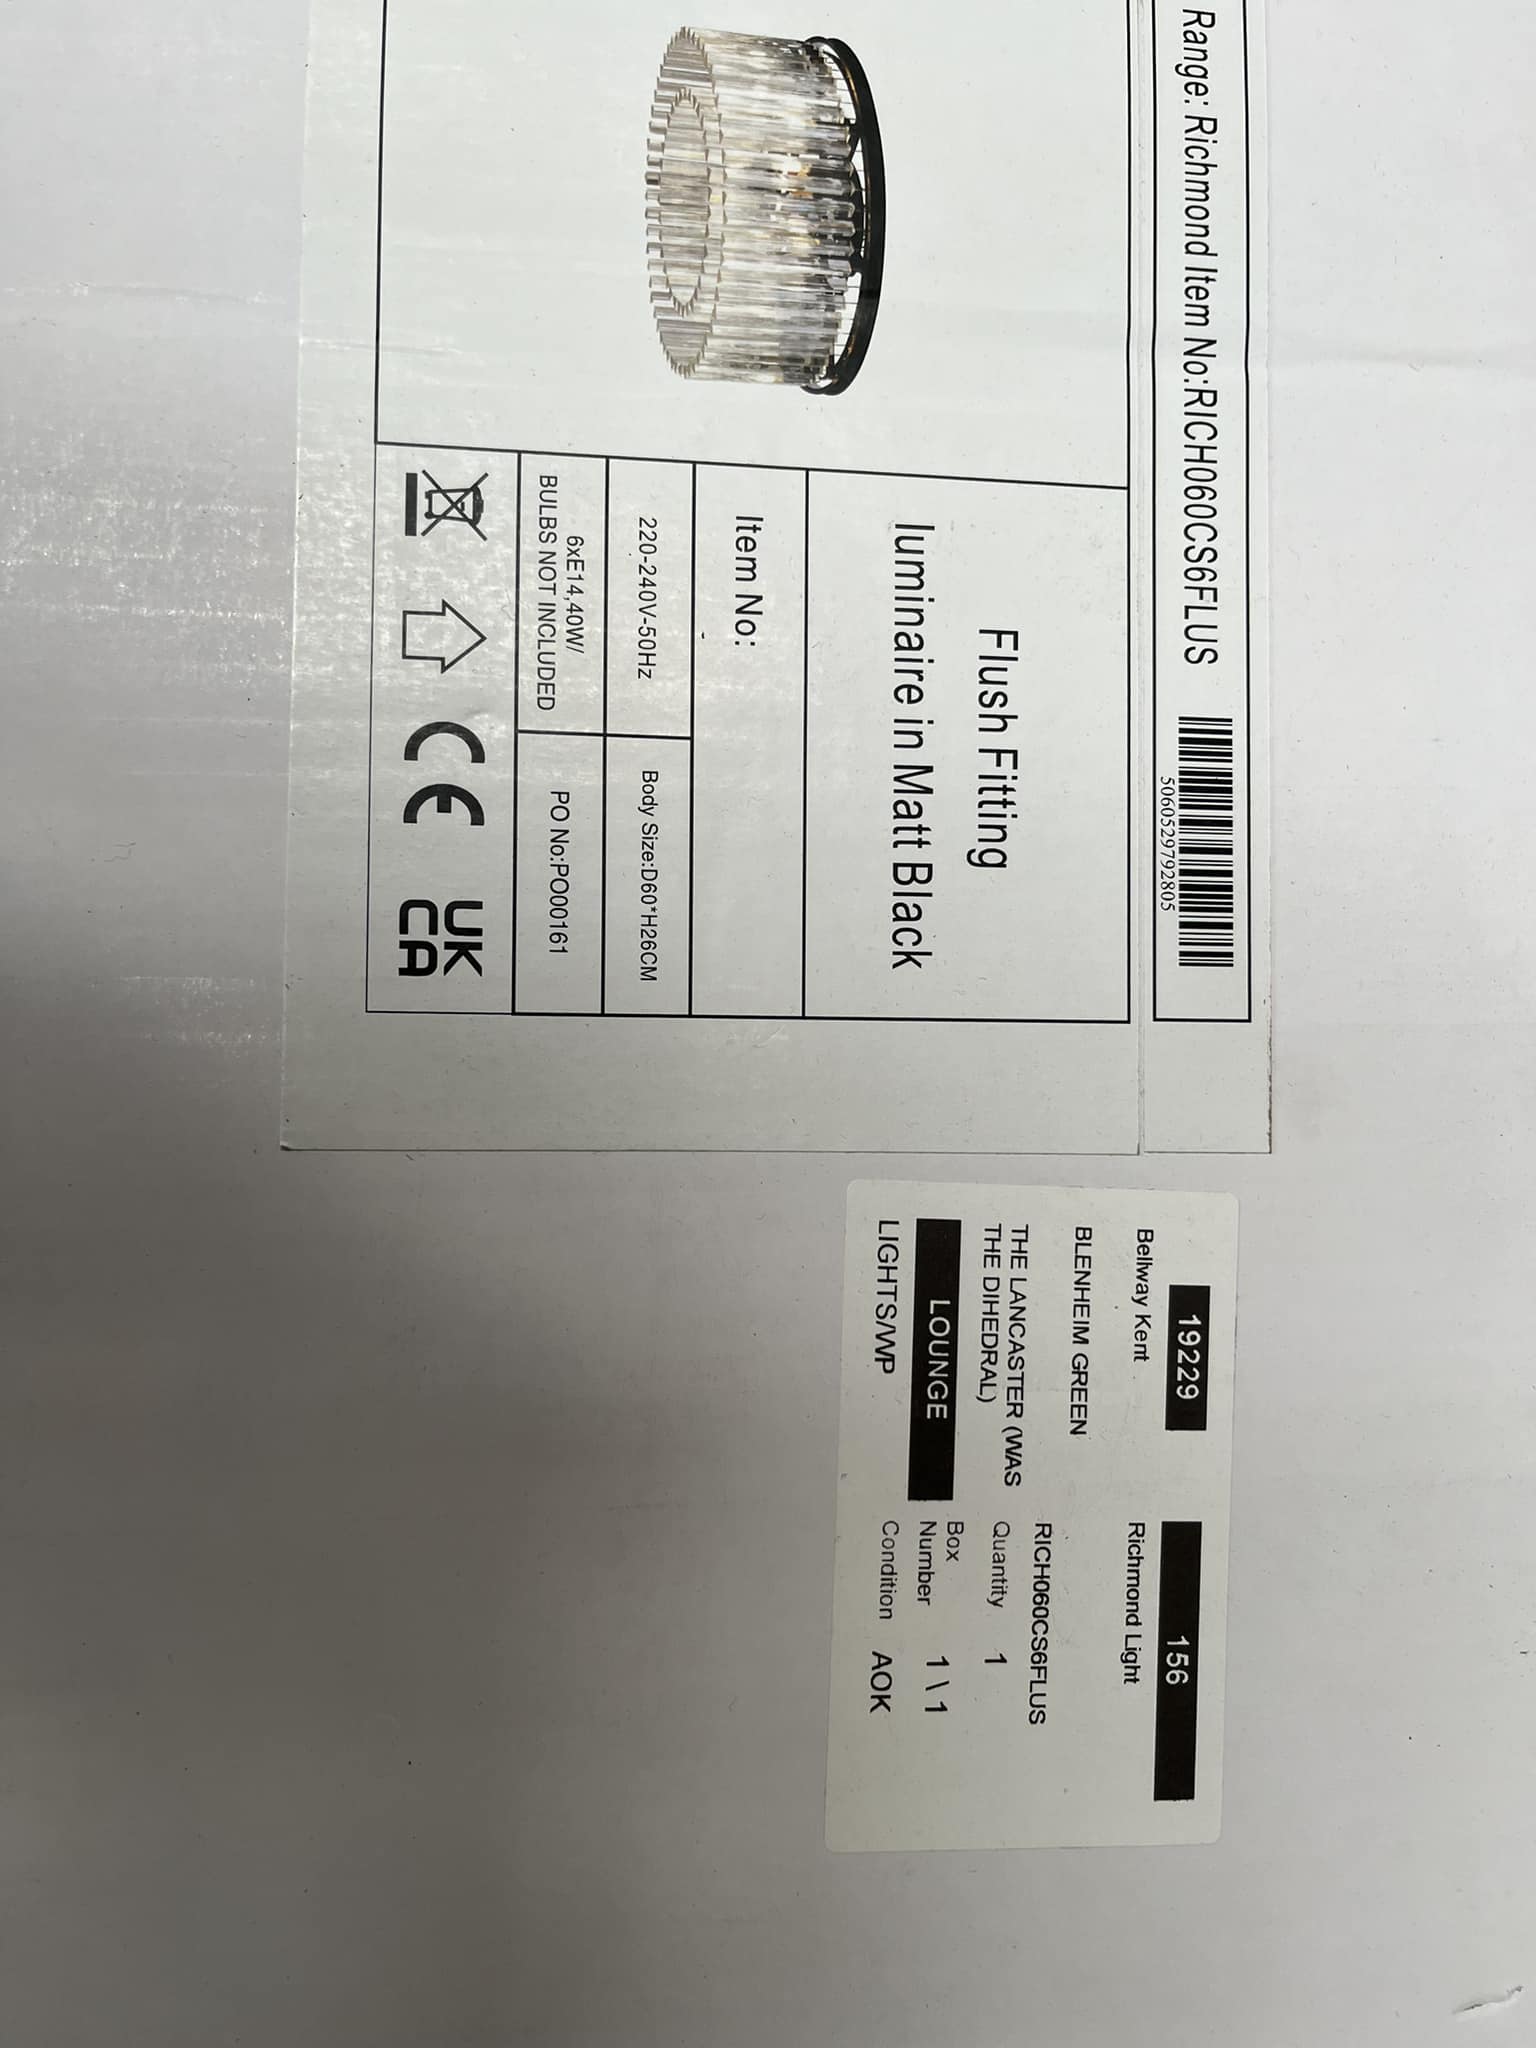 Range: Richmond Item No:RICH060CS6FLUS
5060529792805
Flush Fitting
luminaire in Matt Black
Item No:
220-240V-50Hz
Body Size:D60*H26CM
6xE14,40W/
BULBS NOT INCLUDED
PO No:PO00161
CE
UK
CA
19229
156
Bellway Kent
Richmond Light
BLENHEIM GREEN
RICH060CS6FLUS
THE LANCASTER (WAS
THE DIHEDRAL)
Quantity 1
LOUNGE
Box
Number 1 \ 1
LIGHTS/WP
Condition AOK